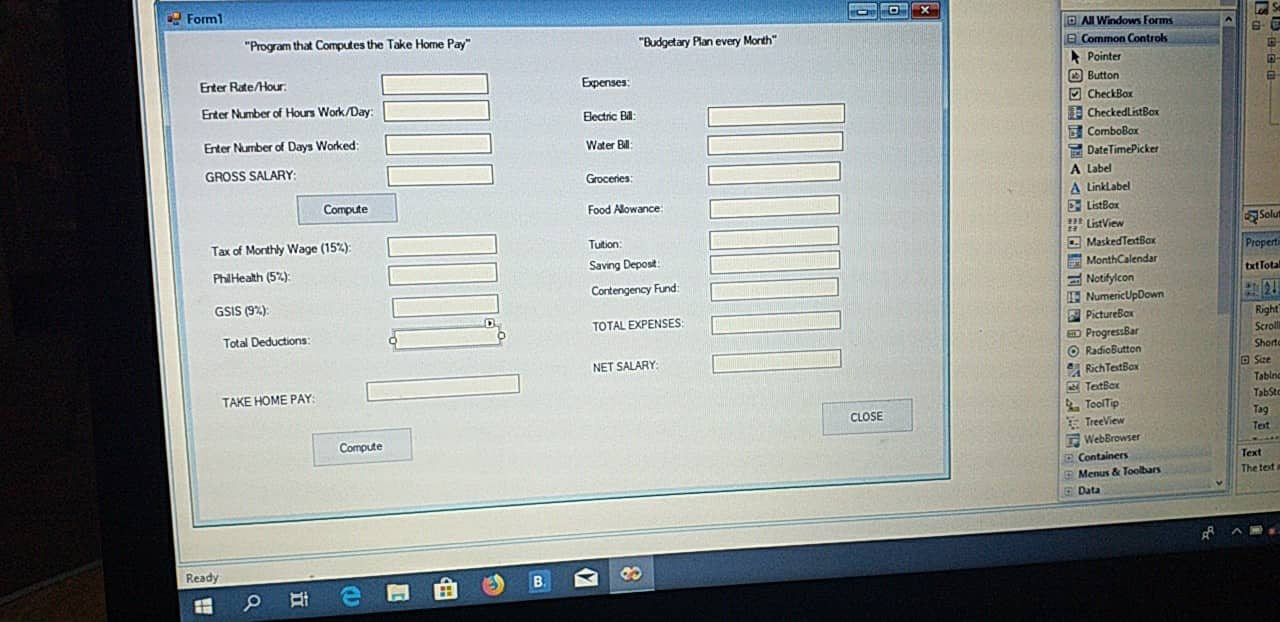 Form1
"Program that Computes the Take Home Pay"
Enter Rate/Hour:
Enter Number of Hours Work/Day:
Enter Number of Days Worked:
GROSS SALARY:
Compute
Tax of Monthly Wage (15%):
PhilHealth (5%):
GSIS (9%):
Total Deductions:
TAKE HOME PAY:
Compute
"Budgetary Plan every Month"
Expenses:
Electric Bill:
Water Bill:
Groceries:
Food Allowance:
Tuition:
Saving Deposit:
Contengency Fund:
TOTAL EXPENSES:
NET SALARY:
CLOSE
All Windows Forms
Common Controls
Pointer
Button
CheckBox
CheckedListBox
ComboBox
DateTimePicker
Label
LinkLabel
ListBox
ListView
MaskedTextBox
MonthCalendar
NotifyIcon
NumericUpDown
PictureBox
ProgressBar
RadioButton
RichTextBox
TextBox
ToolTip
TreeView
WebBrowser
Containers
Menus & Toolbars
Data
Solut
Properti
txtTotal
Right
Scroll
Short
Size
TabInd
TabSto
Tag
Text
Text
The text a
Ready
B.